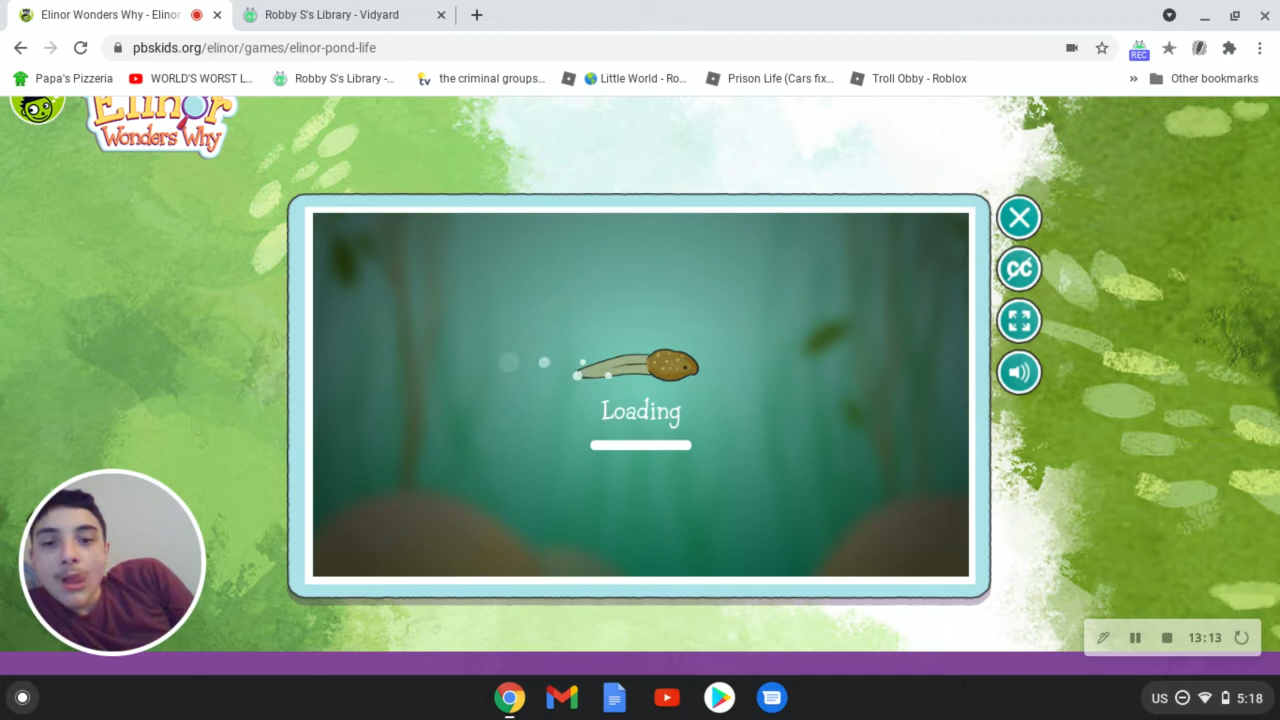 Elinor Wonders Why - Elinor
Robby S's Library - Vidyard
pbskids.org/elinor/games/elinor-pond-life
REC
Papa's Pizzeria
WORLD'S WORST L...
Robby S's Library -...
tv
the criminal groups...
Little World - Ro...
Prison Life (Cars fix...
Troll Obby - Roblox
»
Other bookmarks
Elinor
Wonders Why
CC
Loading
13:13
US
5:18